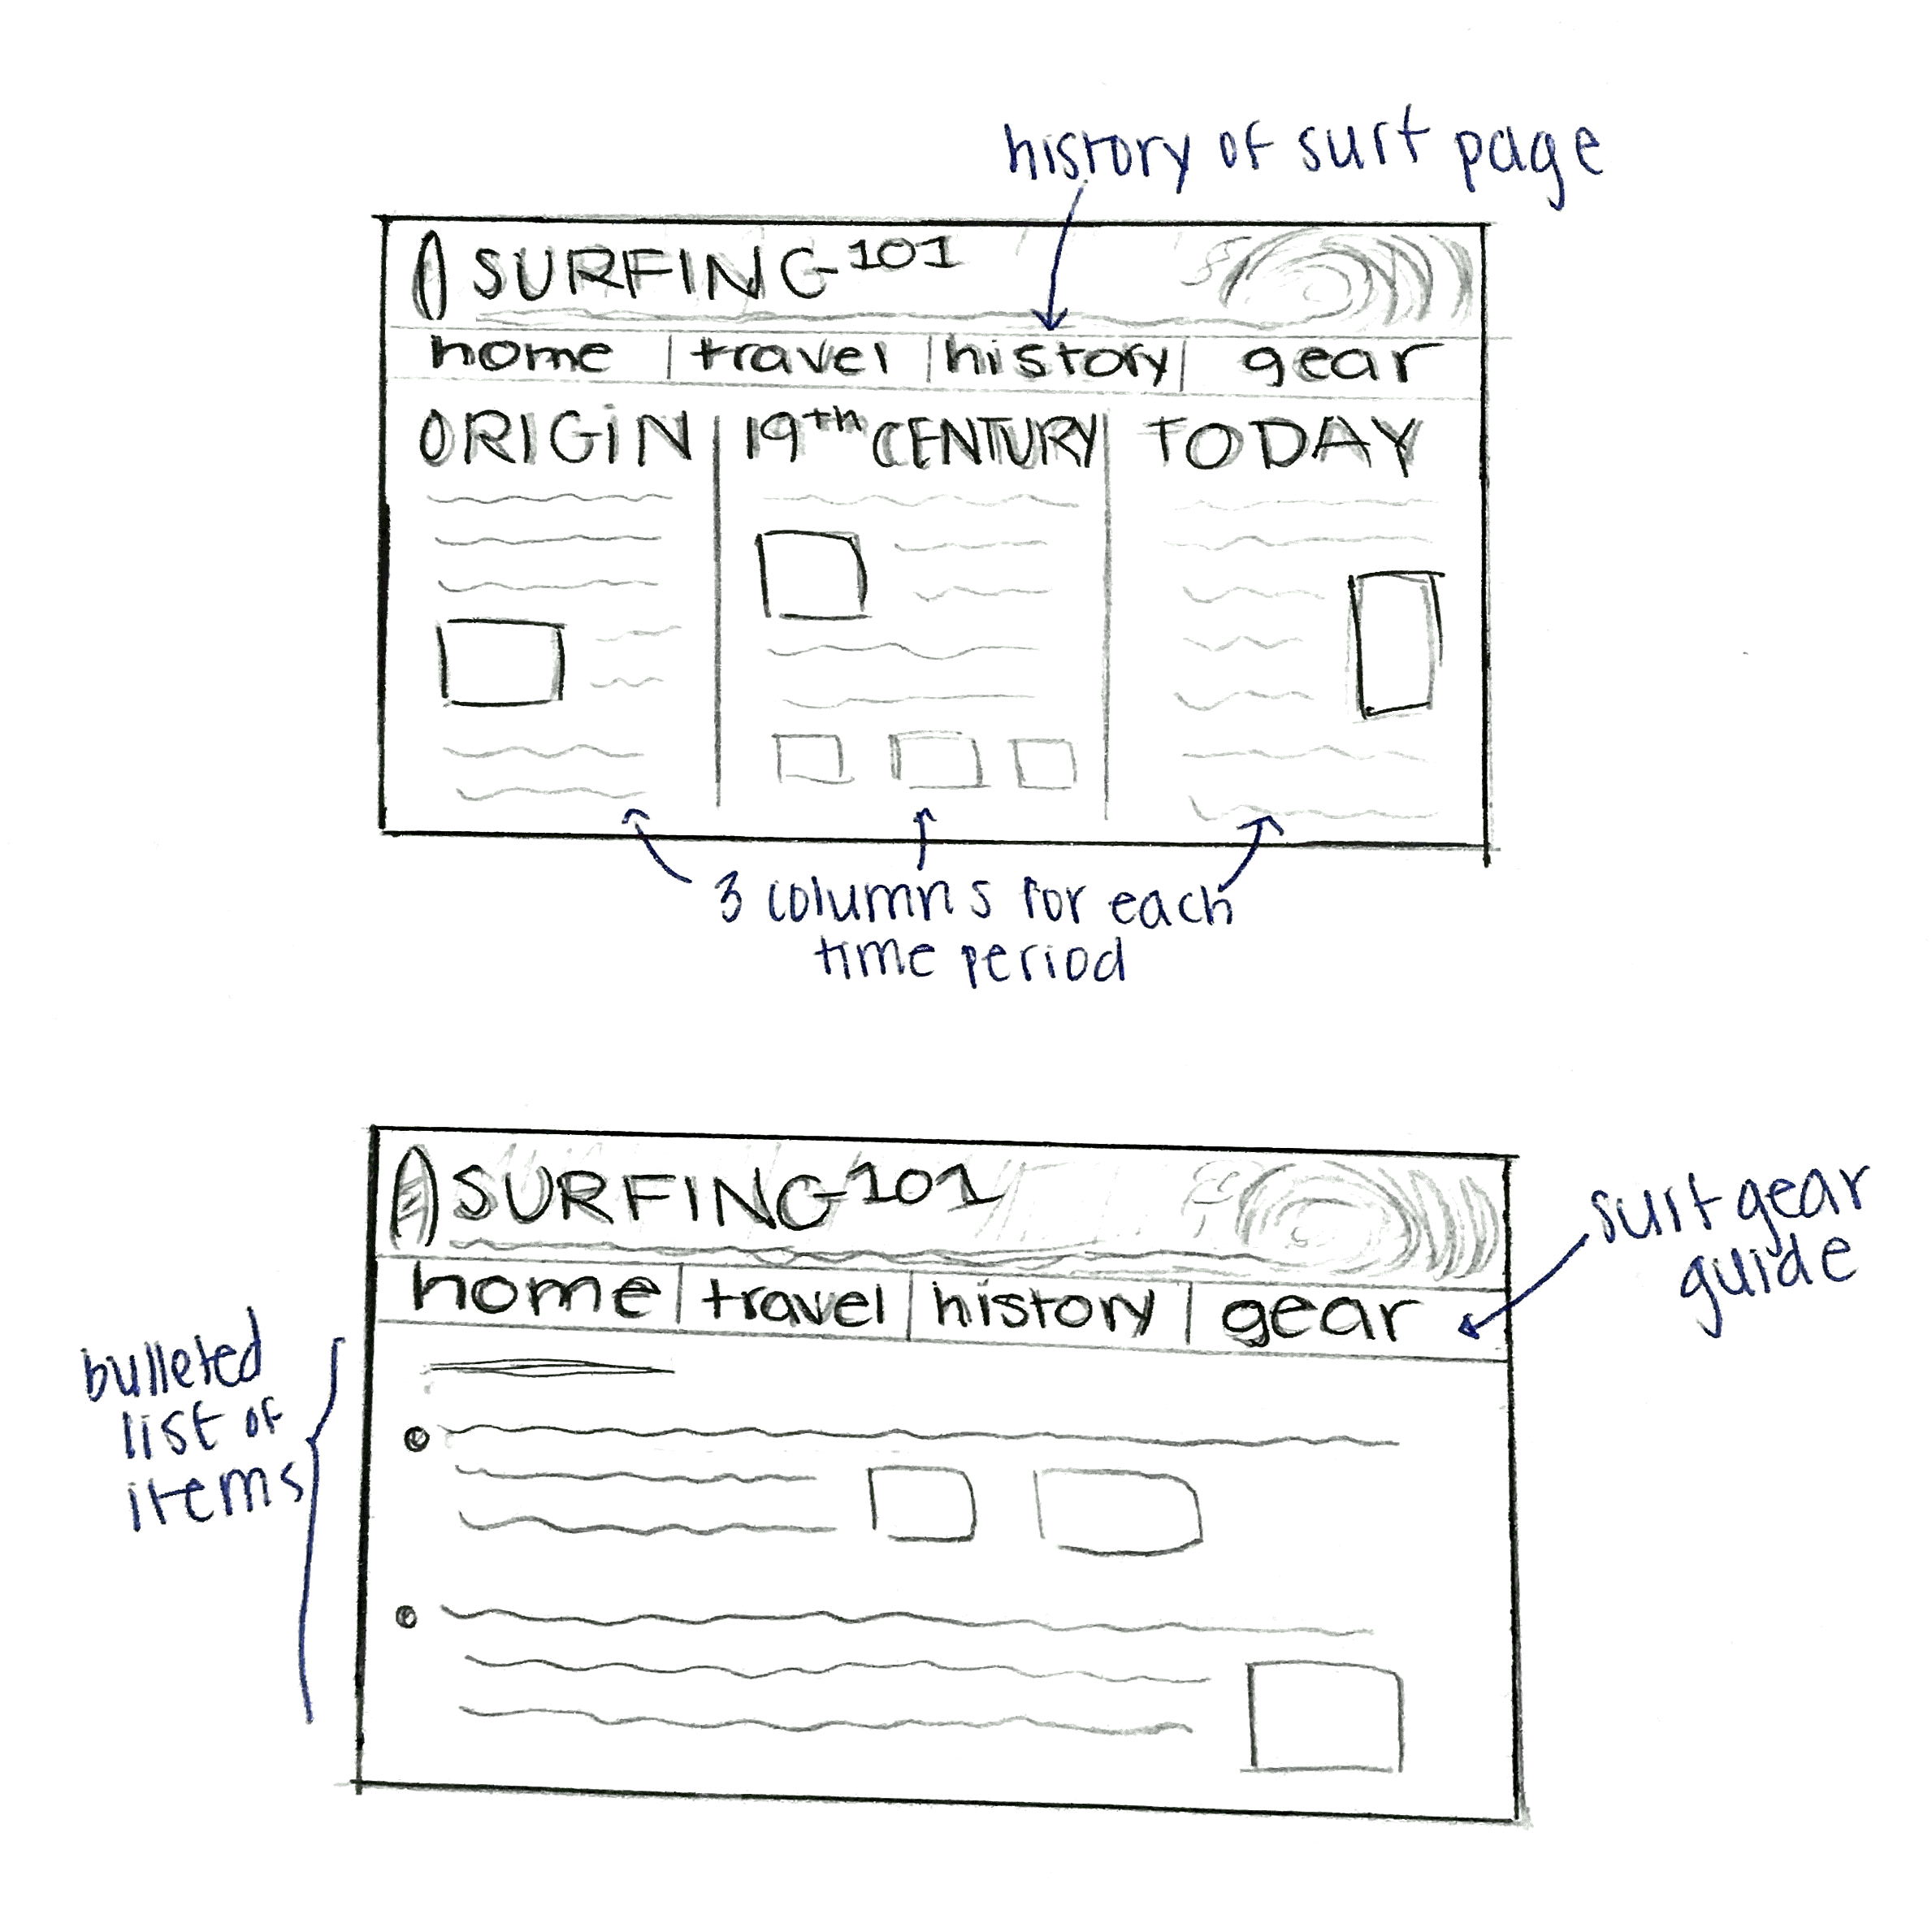 history of surf page
SURFING 101
home | travel | history | gear
ORIGIN | 19th CENTURY | TODAY
3 columns for each
time period
SURFING 101
home | travel | history | gear
surf gear
guide
bulleted
list of
items